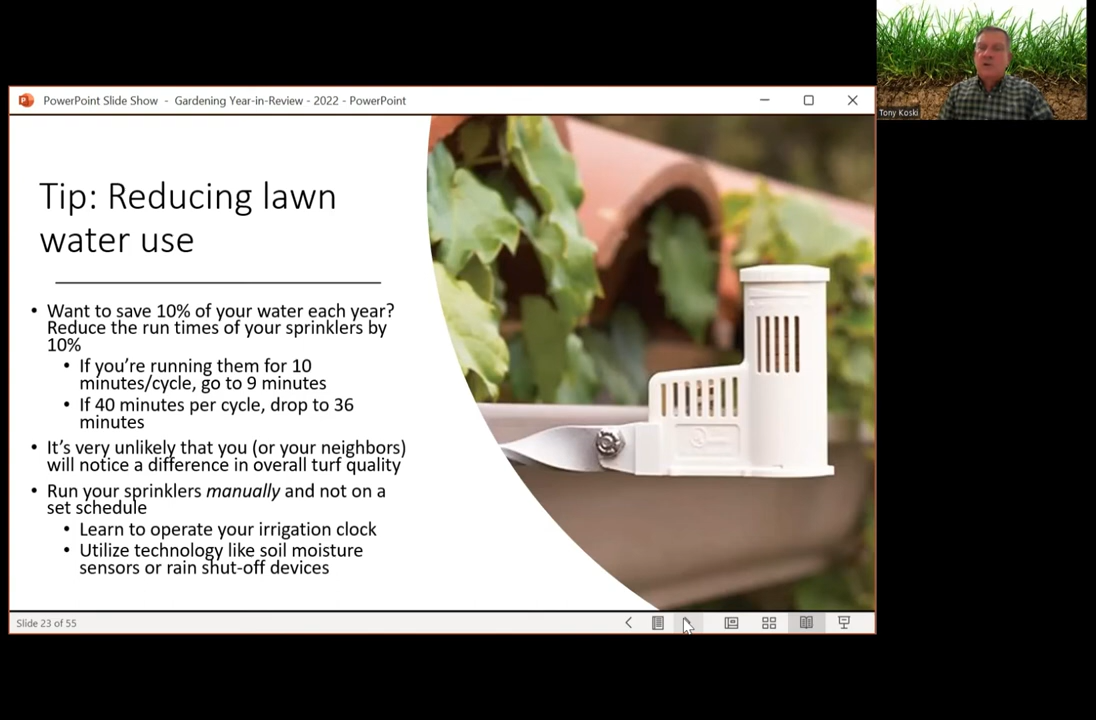 PowerPoint Slide Show - Gardening Year-in-Review - 2022 - PowerPoint
Tony Koski
Tip: Reducing lawn
water use
• Want to save 10% of your water each year?
Reduce the run times of your sprinklers by
10%
• If you’re running them for 10
minutes/cycle, go to 9 minutes
• If 40 minutes per cycle, drop to 36
minutes
• It’s very unlikely that you (or your neighbors)
will notice a difference in overall turf quality
• Run your sprinklers manually and not on a
set schedule
• Learn to operate your irrigation clock
• Utilize technology like soil moisture
sensors or rain shut-off devices
Slide 23 of 55